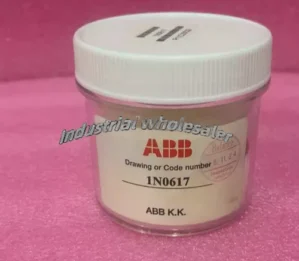 Industrial wholesaler
ABB
Drawing or Code number
1N0617
ABB K.K.